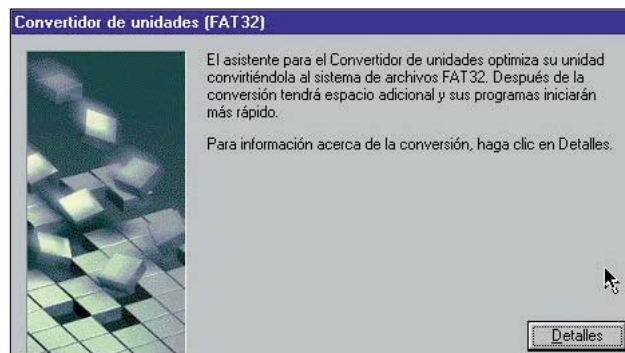 Convertidor de unidades (FAT32)
El asistente para el Convertidor de unidades optimiza su unidad
convirtiéndola al sistema de archivos FAT32. Después de la
conversión tendrá espacio adicional y sus programas iniciarán
más rápido.
Para información acerca de la conversión, haga clic en Detalles.
Detalles